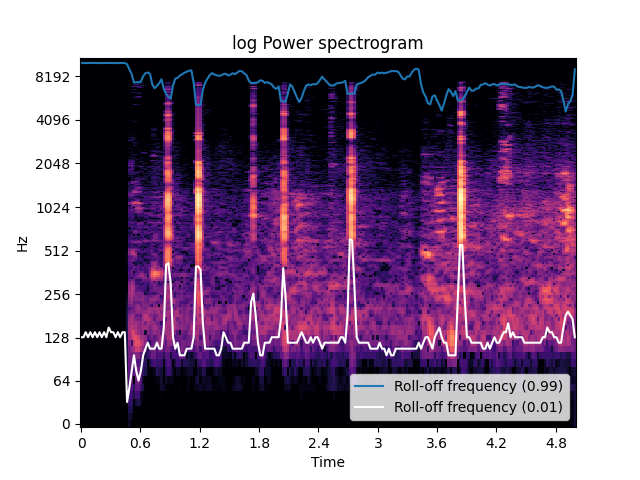 log Power spectrogram
Hz
8192
4096
2048
1024
512
256
128
64
0
Roll-off frequency (0.99)
Roll-off frequency (0.01)
0 0.6 1.2 1.8 2.4 3 3.6 4.2 4.8
Time